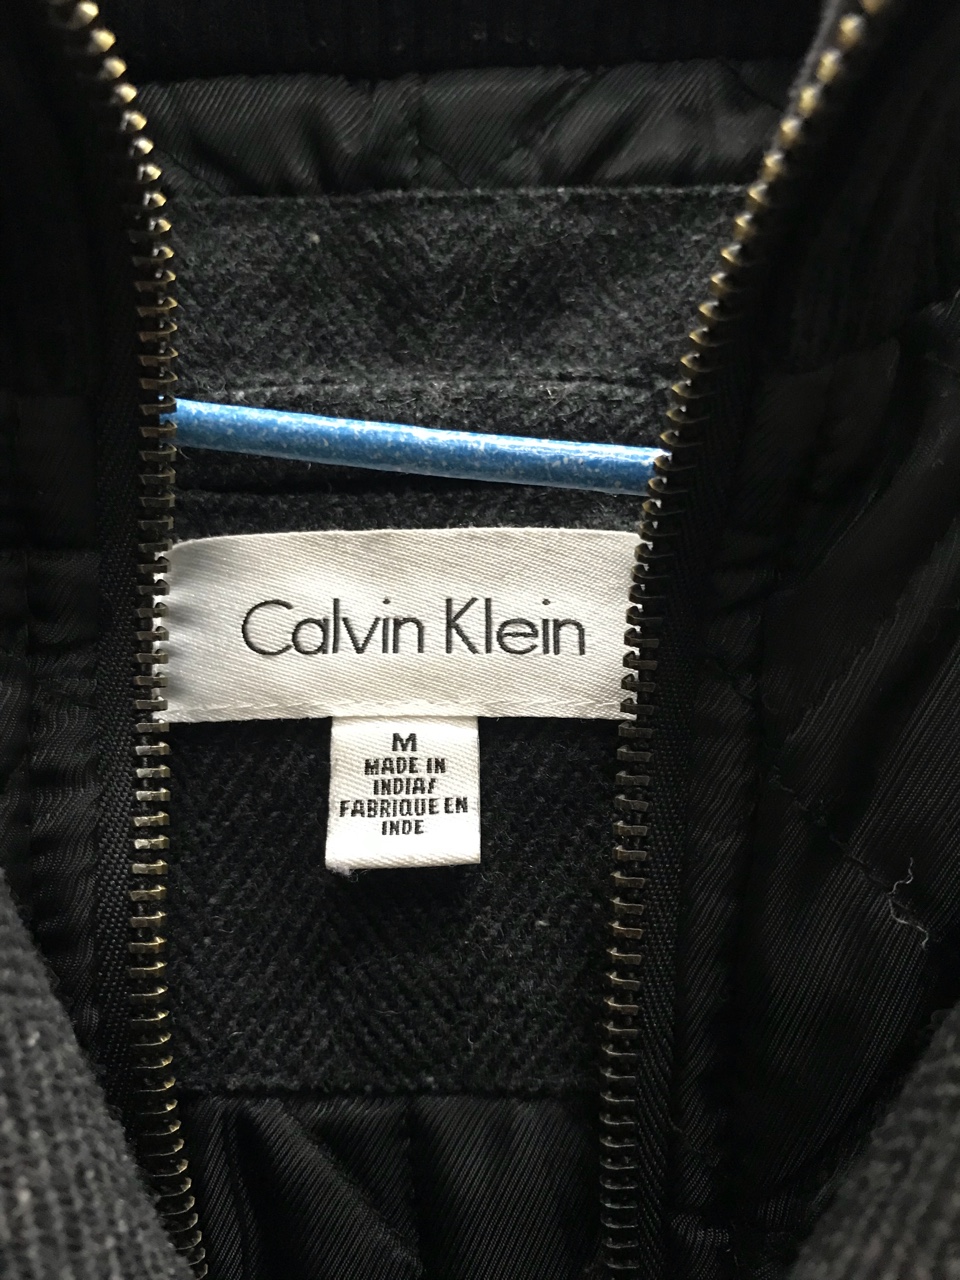 Calvin Klein
M
MADE IN
INDIA/
FABRIQUE EN
INDE